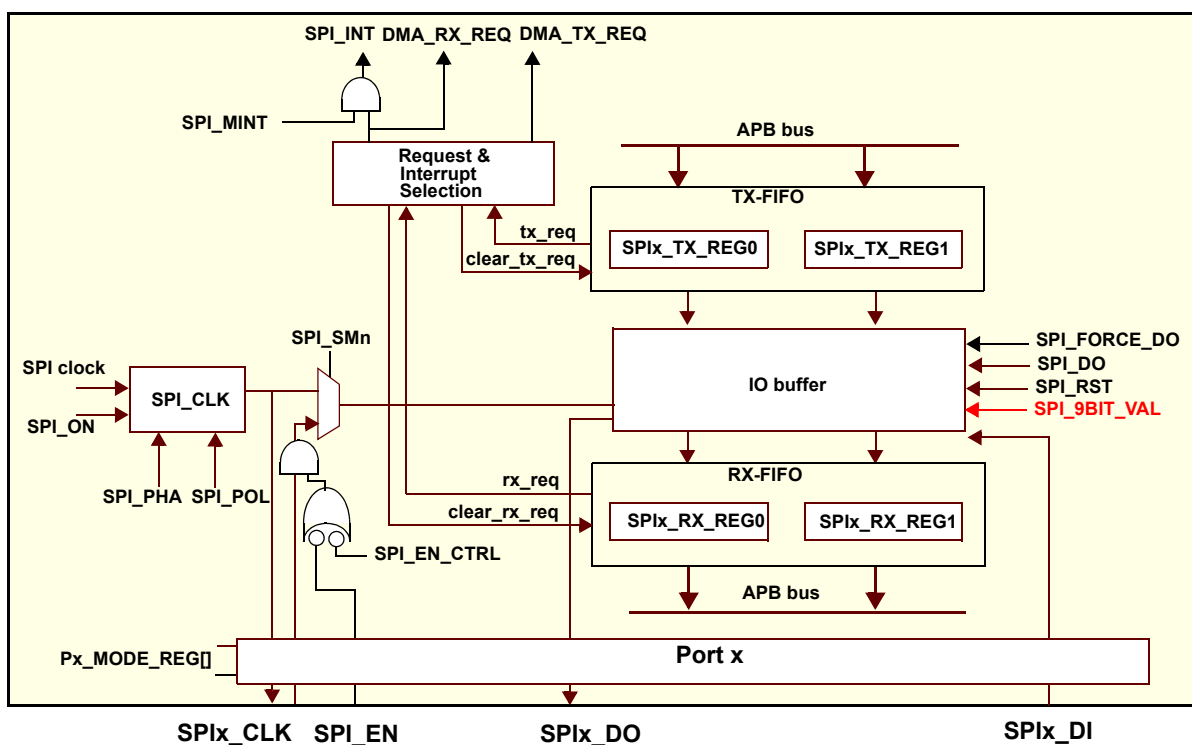 SPI_INT DMA_RX_REQ DMA_TX_REQ
SPI_MINT
APB bus
Request &
Interrupt
Selection
TX-FIFO
tx_req
SPIx_TX_REG0
SPIx_TX_REG1
clear_tx_req
SPI_SMn
SPI_FORCE_DO
SPI clock
SPI_DO
SPI_CLK
IO buffer
SPI_RST
SPI_9BIT_VAL
SPI_ON
RX-FIFO
SPI_PHA SPI_POL
rx_req
clear_rx_req
SPIx_RX_REG0
SPIx_RX_REG1
SPI_EN_CTRL
APB bus
Px_MODE_REG[]
Port x
SPIx_CLK SPI_EN SPIx_DO SPIx_DI